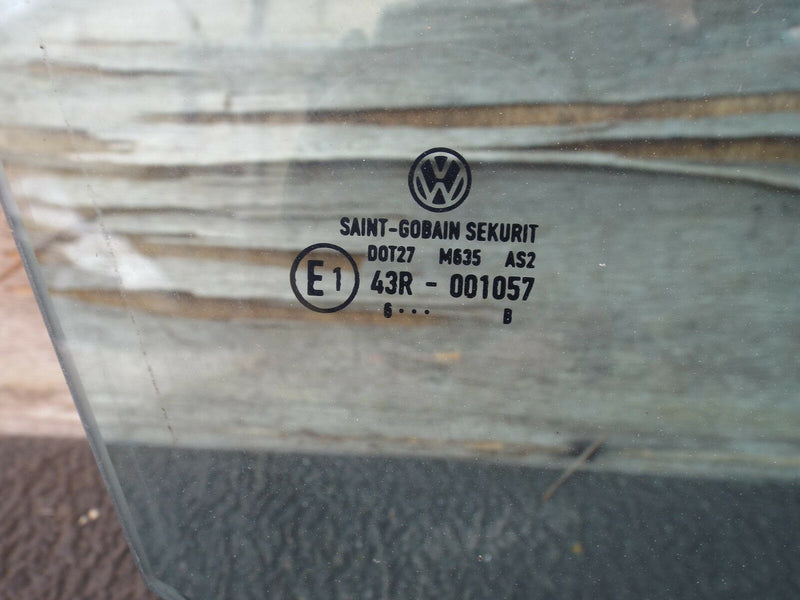 VW
SAINT-GOBAIN SEKURIT
DOT27 M635 AS2
E1 43R - 001057
6 ··· B